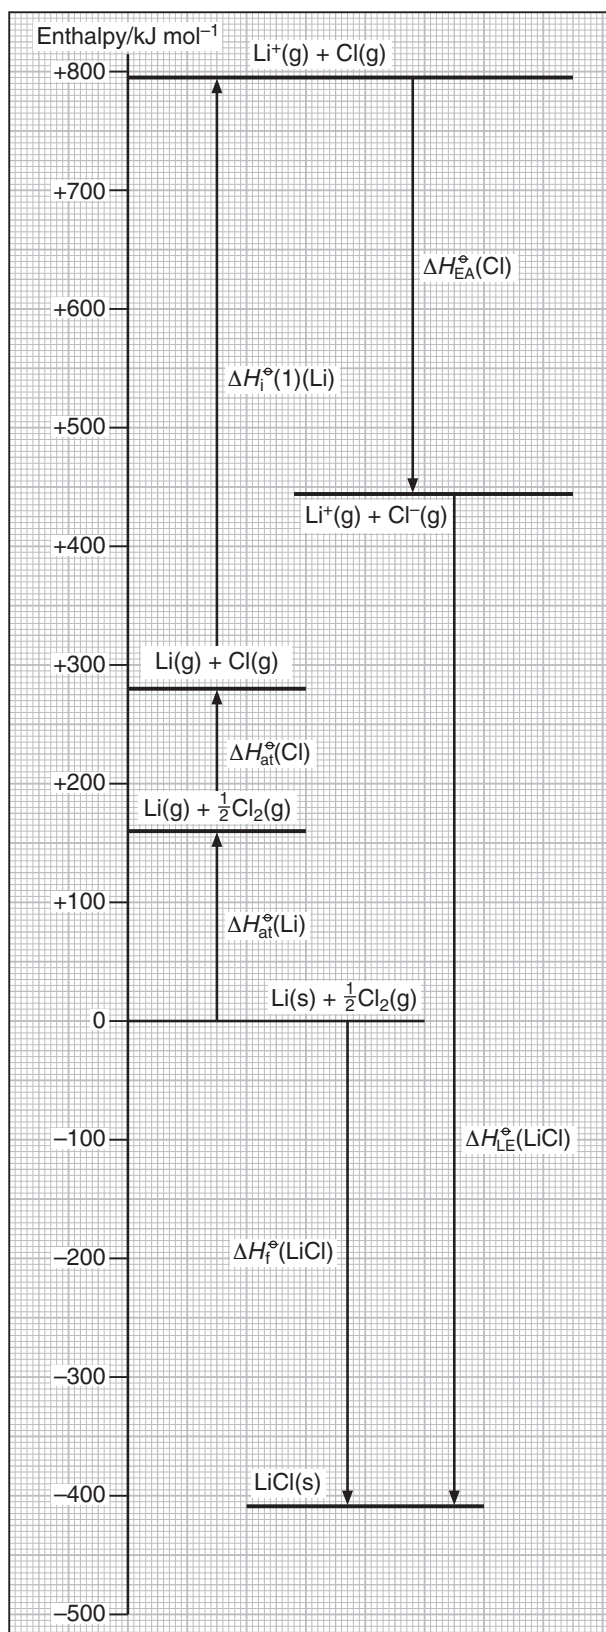 Enthalpy/kJ mol⁻¹
Li⁺(g) + Cl(g)
+800
+700
ΔH⦵EA(Cl)
+600
ΔHi⦵(1)(Li)
+500
Li⁺(g) + Cl⁻(g)
+400
Li(g) + Cl(g)
+300
ΔH⦵at(Cl)
+200
Li(g) + ½Cl₂(g)
+100
ΔH⦵at(Li)
Li(s) + ½Cl₂(g)
0
–100
ΔH⦵LE(LiCl)
–200
ΔHf⦵(LiCl)
–300
LiCl(s)
–400
–500